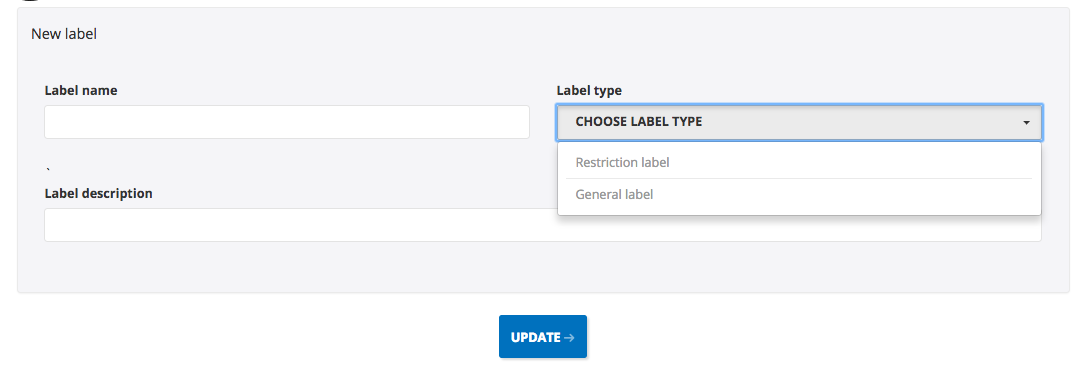 New label
Label name
Label type
CHOOSE LABEL TYPE
Restriction label
General label
`
Label description
UPDATE →